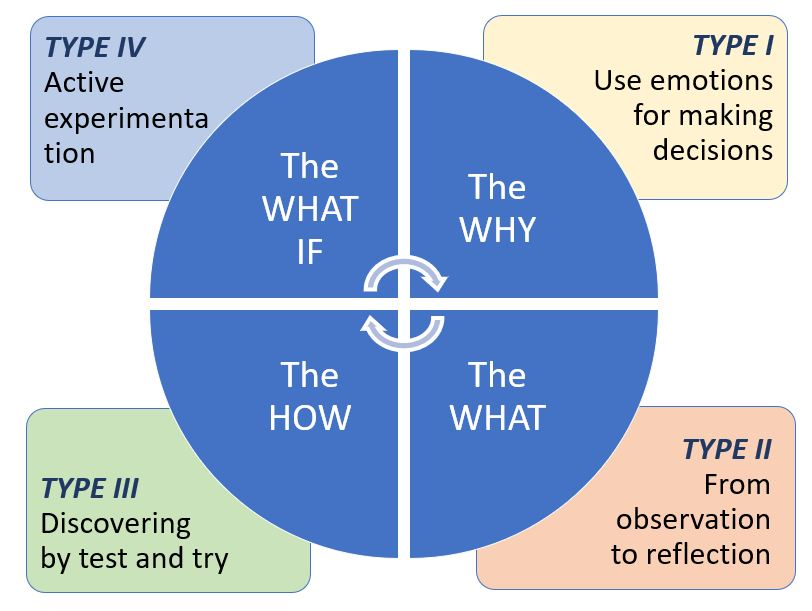 TYPE IV
Active
experimenta
tion
TYPE I
Use emotions
for making
decisions
The
WHAT
IF
The
WHY
The
HOW
The
WHAT
TYPE III
Discovering
by test and try
TYPE II
From
observation
to reflection